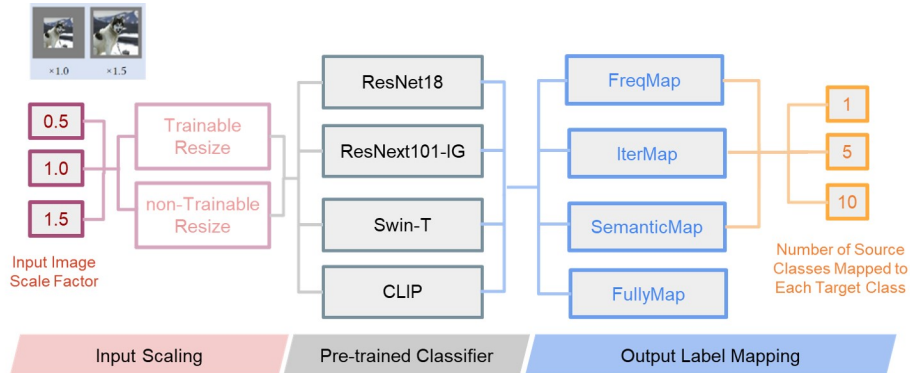 ×1.0
×1.5
0.5
1.0
1.5
Input Image
Scale Factor
Trainable
Resize
non-Trainable
Resize
ResNet18
ResNext101-IG
Swin-T
CLIP
FreqMap
IterMap
SemanticMap
FullyMap
1
5
10
Number of Source
Classes Mapped to
Each Target Class
Input Scaling
Pre-trained Classifier
Output Label Mapping